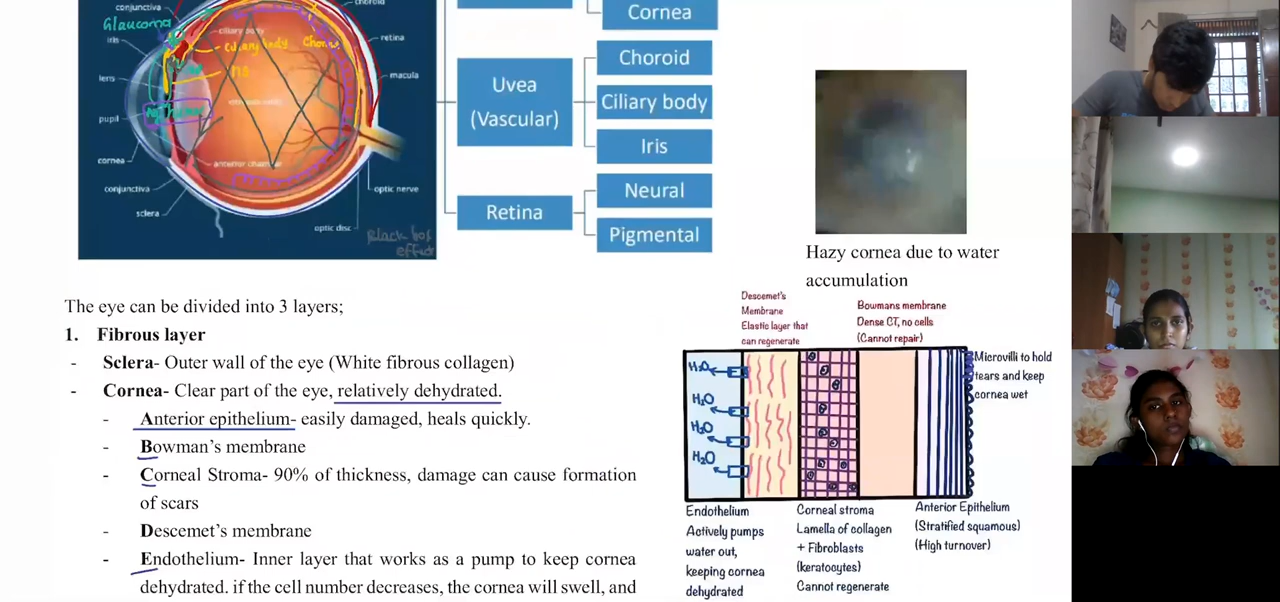 conjunctiva
choroid
Glaucoma
iris
ciliary body
ciliary body
retina
lens
ns
macula
pupil
cornea
anterior chamber
conjunctiva
optic nerve
sclera
optic disc
Black box
effect
Cornea
Uvea
(Vascular)
Choroid
Ciliary body
Iris
Retina
Neural
Pigmental
Hazy cornea due to water
accumulation
The eye can be divided into 3 layers;
1. Fibrous layer
- Sclera- Outer wall of the eye (White fibrous collagen)
- Cornea- Clear part of the eye, relatively dehydrated.
- Anterior epithelium- easily damaged, heals quickly.
- Bowman's membrane
- Corneal Stroma- 90% of thickness, damage can cause formation
of scars
- Descemet's membrane
- Endothelium- Inner layer that works as a pump to keep cornea
dehydrated. if the cell number decreases, the cornea will swell, and
Descemet's
Membrane
Elastic layer that
can regenerate
Bowmans membrane
Dense CT, no cells
(Cannot repair)
H₂O
H₂O
H₂O
H₂O
Microvilli to hold
tears and keep
cornea wet
Endothelium
Actively pumps
water out,
keeping cornea
dehydrated
Corneal stroma
Lamella of collagen
+ Fibroblasts
(keratocytes)
Cannot regenerate
Anterior Epithelium
(Stratified squamous)
(High turnover)